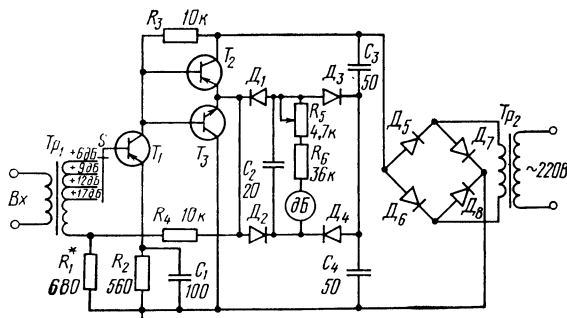 R₃ 10к
T₂
C₃
50
Д₁ Д₃
Д₅ Д₇
Тр₂
S
Тр₁
+6дБ
+9дБ
+12дБ
+17дБ
T₁
T₃
R₅
4,7к
C₂
20
R₆
36к
~220В
Вх
дБ
R₄ 10к
Д₂ Д₄
Д₆ Д₈
R₁*
680
R₂
560
C₁
100
C₄
50